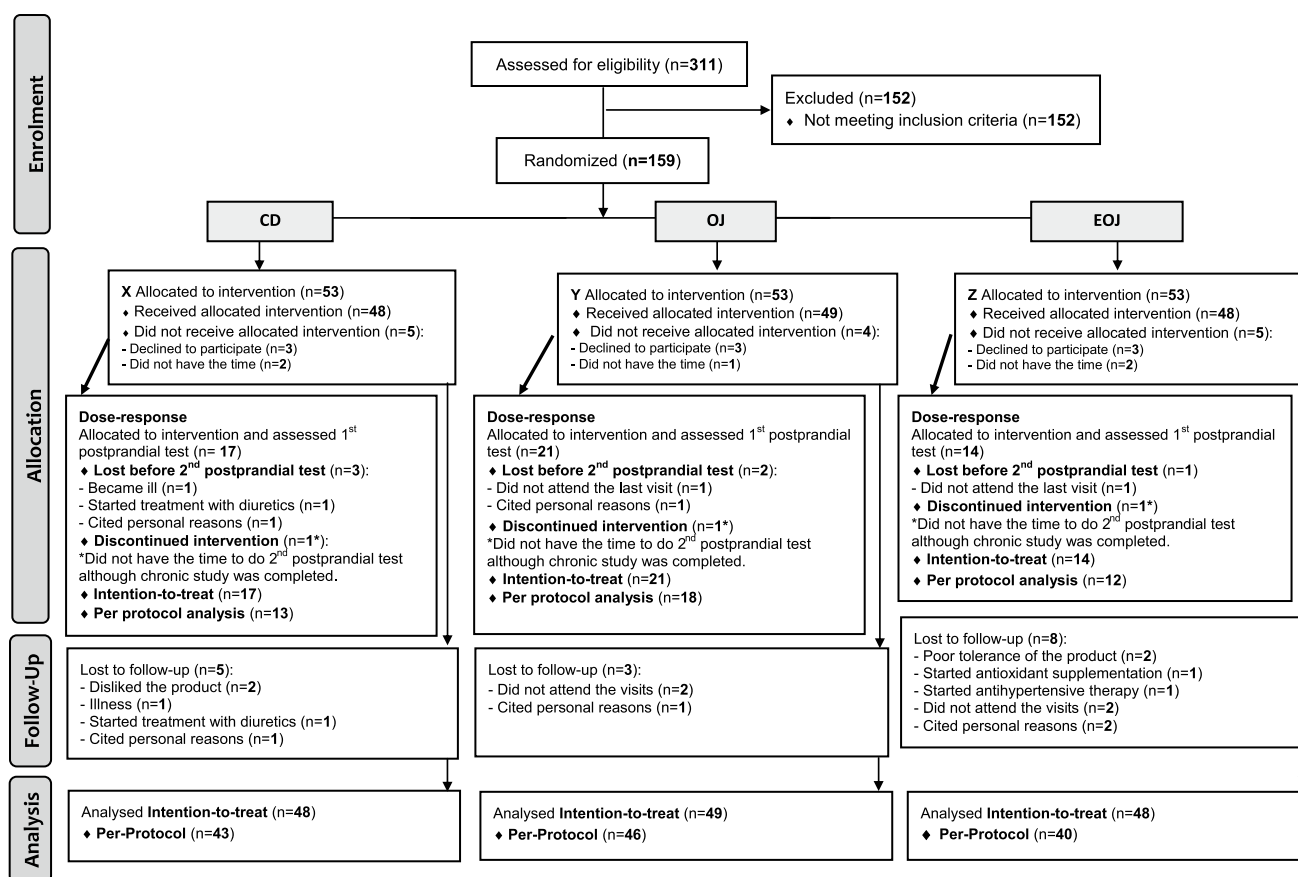 Enrolment
Assessed for eligibility (n=311)
Excluded (n=152)
♦ Not meeting inclusion criteria (n=152)
Randomized (n=159)
CD
OJ
EOJ
Allocation
X Allocated to intervention (n=53)
♦ Received allocated intervention (n=48)
♦ Did not receive allocated intervention (n=5):
- Declined to participate (n=3)
- Did not have the time (n=2)
Y Allocated to intervention (n=53)
♦ Received allocated intervention (n=49)
♦ Did not receive allocated intervention (n=4):
- Declined to participate (n=3)
- Did not have the time (n=1)
Z Allocated to intervention (n=53)
♦ Received allocated intervention (n=48)
♦ Did not receive allocated intervention (n=5):
- Declined to participate (n=3)
- Did not have the time (n=2)
Dose-response
Allocated to intervention and assessed 1st
postprandial test (n= 17)
♦ Lost before 2nd postprandial test (n=3):
- Became ill (n=1)
- Started treatment with diuretics (n=1)
- Cited personal reasons (n=1)
♦ Discontinued intervention (n=1*):
*Did not have the time to do 2nd postprandial test
although chronic study was completed.
♦ Intention-to-treat (n=17)
♦ Per protocol analysis (n=13)
Dose-response
Allocated to intervention and assessed 1st postprandial
test (n=21)
♦ Lost before 2nd postprandial test (n=2):
- Did not attend the last visit (n=1)
- Cited personal reasons (n=1)
♦ Discontinued intervention (n=1*)
*Did not have the time to do 2nd postprandial test
although chronic study was completed.
♦ Intention-to-treat (n=21)
♦ Per protocol analysis (n=18)
Dose-response
Allocated to intervention and assessed 1st postprandial
test (n=14)
♦ Lost before 2nd postprandial test (n=1)
- Did not attend the last visit (n=1)
♦ Discontinued intervention (n=1*)
*Did not have the time to do 2nd postprandial test
although chronic study was completed.
♦ Intention-to-treat (n=14)
♦ Per protocol analysis (n=12)
Follow-Up
Lost to follow-up (n=5):
- Disliked the product (n=2)
- Illness (n=1)
- Started treatment with diuretics (n=1)
- Cited personal reasons (n=1)
Lost to follow-up (n=3):
- Did not attend the visits (n=2)
- Cited personal reasons (n=1)
Lost to follow-up (n=8):
- Poor tolerance of the product (n=2)
- Started antioxidant supplementation (n=1)
- Started antihypertensive therapy (n=1)
- Did not attend the visits (n=2)
- Cited personal reasons (n=2)
Analysis
Analysed Intention-to-treat (n=48)
♦ Per-Protocol (n=43)
Analysed Intention-to-treat (n=49)
♦ Per-Protocol (n=46)
Analysed Intention-to-treat (n=48)
♦ Per-Protocol (n=40)